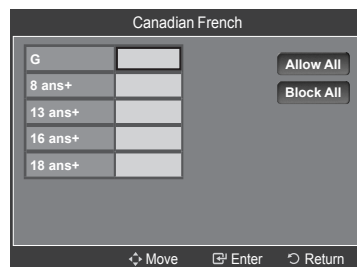 Canadian French
G
Allow All
8 ans+
Block All
13 ans+
16 ans+
18 ans+
Move Enter Return